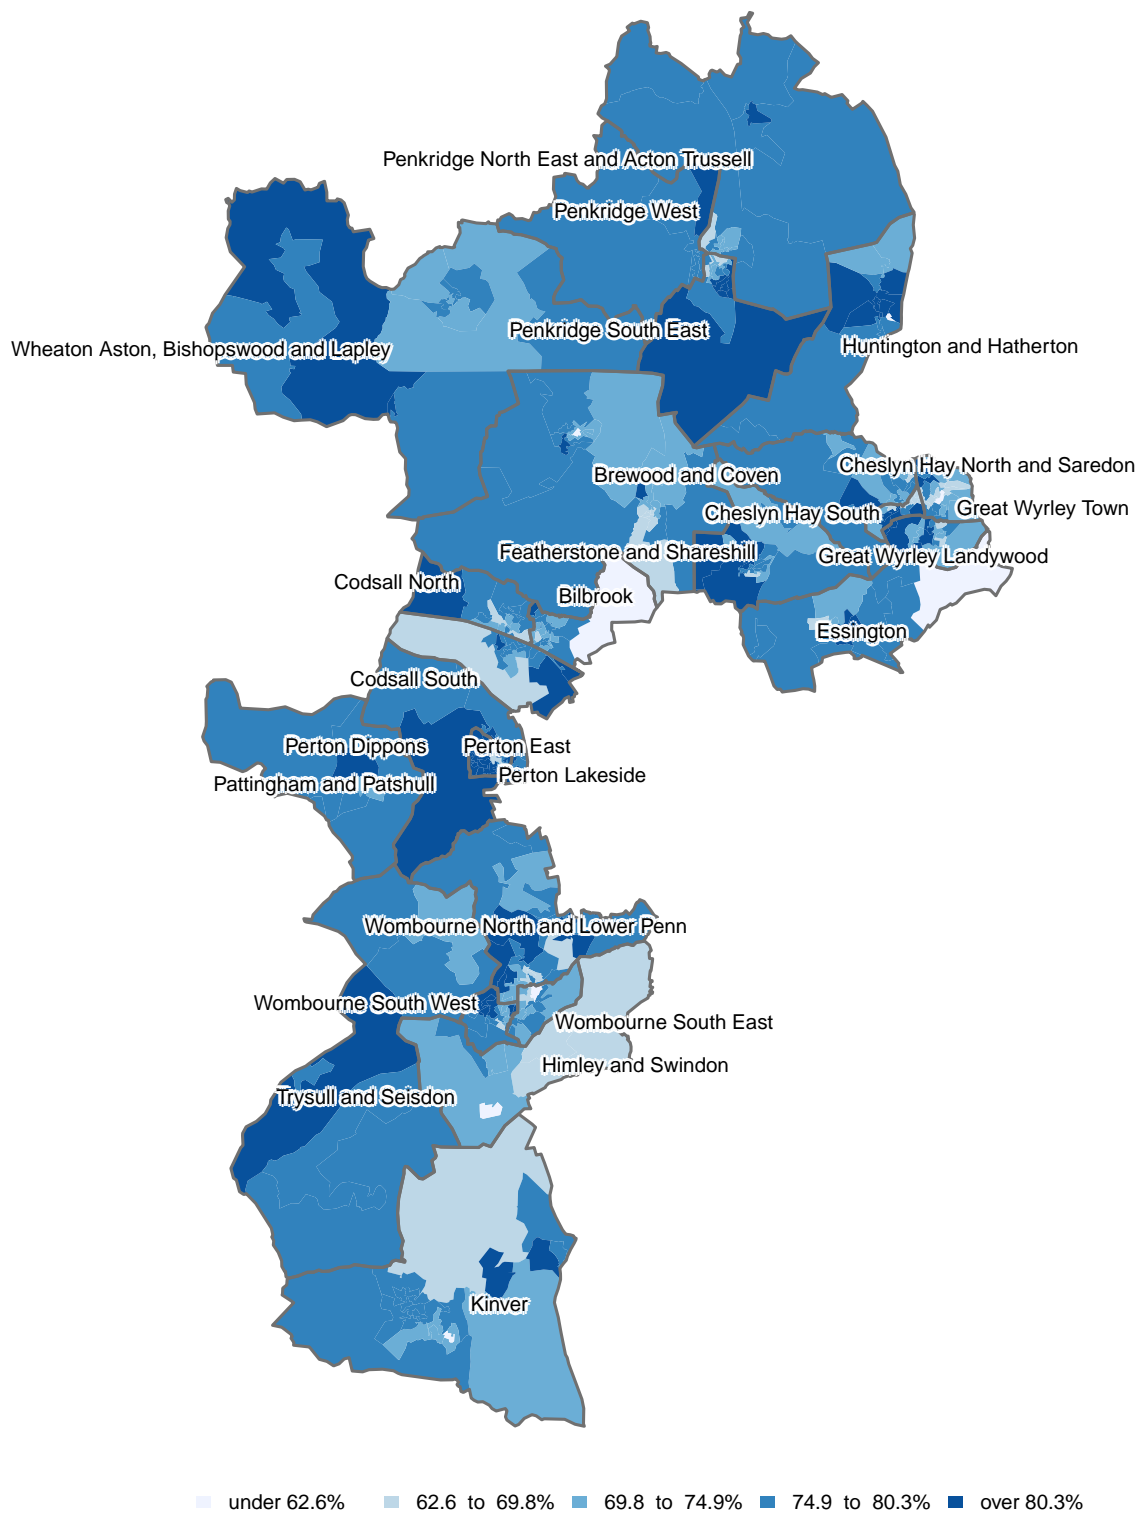 Penkridge North East and Acton Trussell
Penkridge West
Penkridge South East
Wheaton Aston, Bishopswood and Lapley
Huntington and Hatherton
Cheslyn Hay North and Saredon
Brewood and Coven
Great Wyrley Town
Cheslyn Hay South
Featherstone and Shareshill
Great Wyrley Landywood
Codsall North
Bilbrook
Essington
Codsall South
Perton Dippons
Perton East
Perton Lakeside
Pattingham and Patshull
Wombourne North and Lower Penn
Wombourne South West
Wombourne South East
Himley and Swindon
Trysull and Seisdon
Kinver
under 62.6% 62.6 to 69.8% 69.8 to 74.9% 74.9 to 80.3% over 80.3%